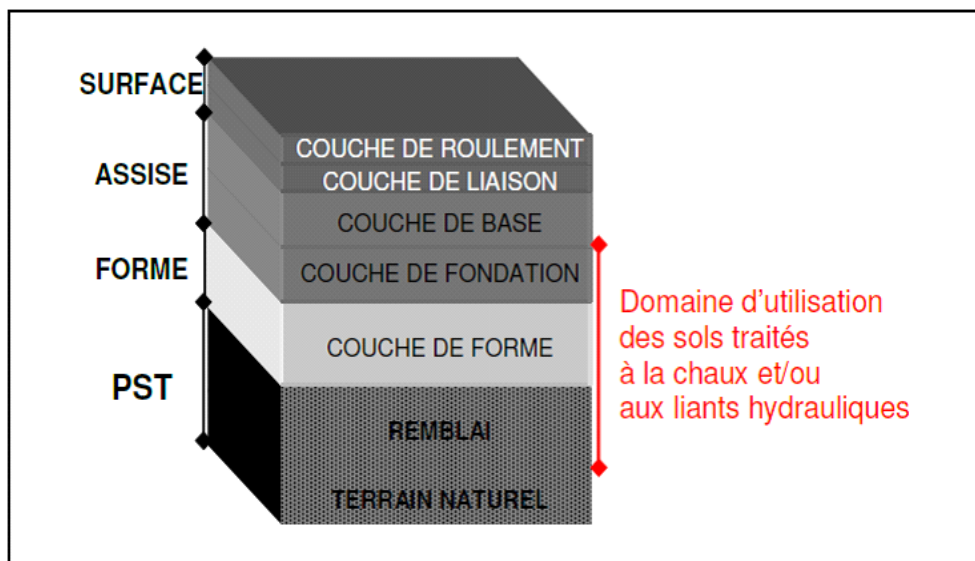 SURFACE
ASSISE
FORME
PST
COUCHE DE ROULEMENT
COUCHE DE LIAISON
COUCHE DE BASE
COUCHE DE FONDATION
COUCHE DE FORME
REMBLAI
TERRAIN NATUREL
Domaine d'utilisation
des sols traités
à la chaux et/ou
aux liants hydrauliques